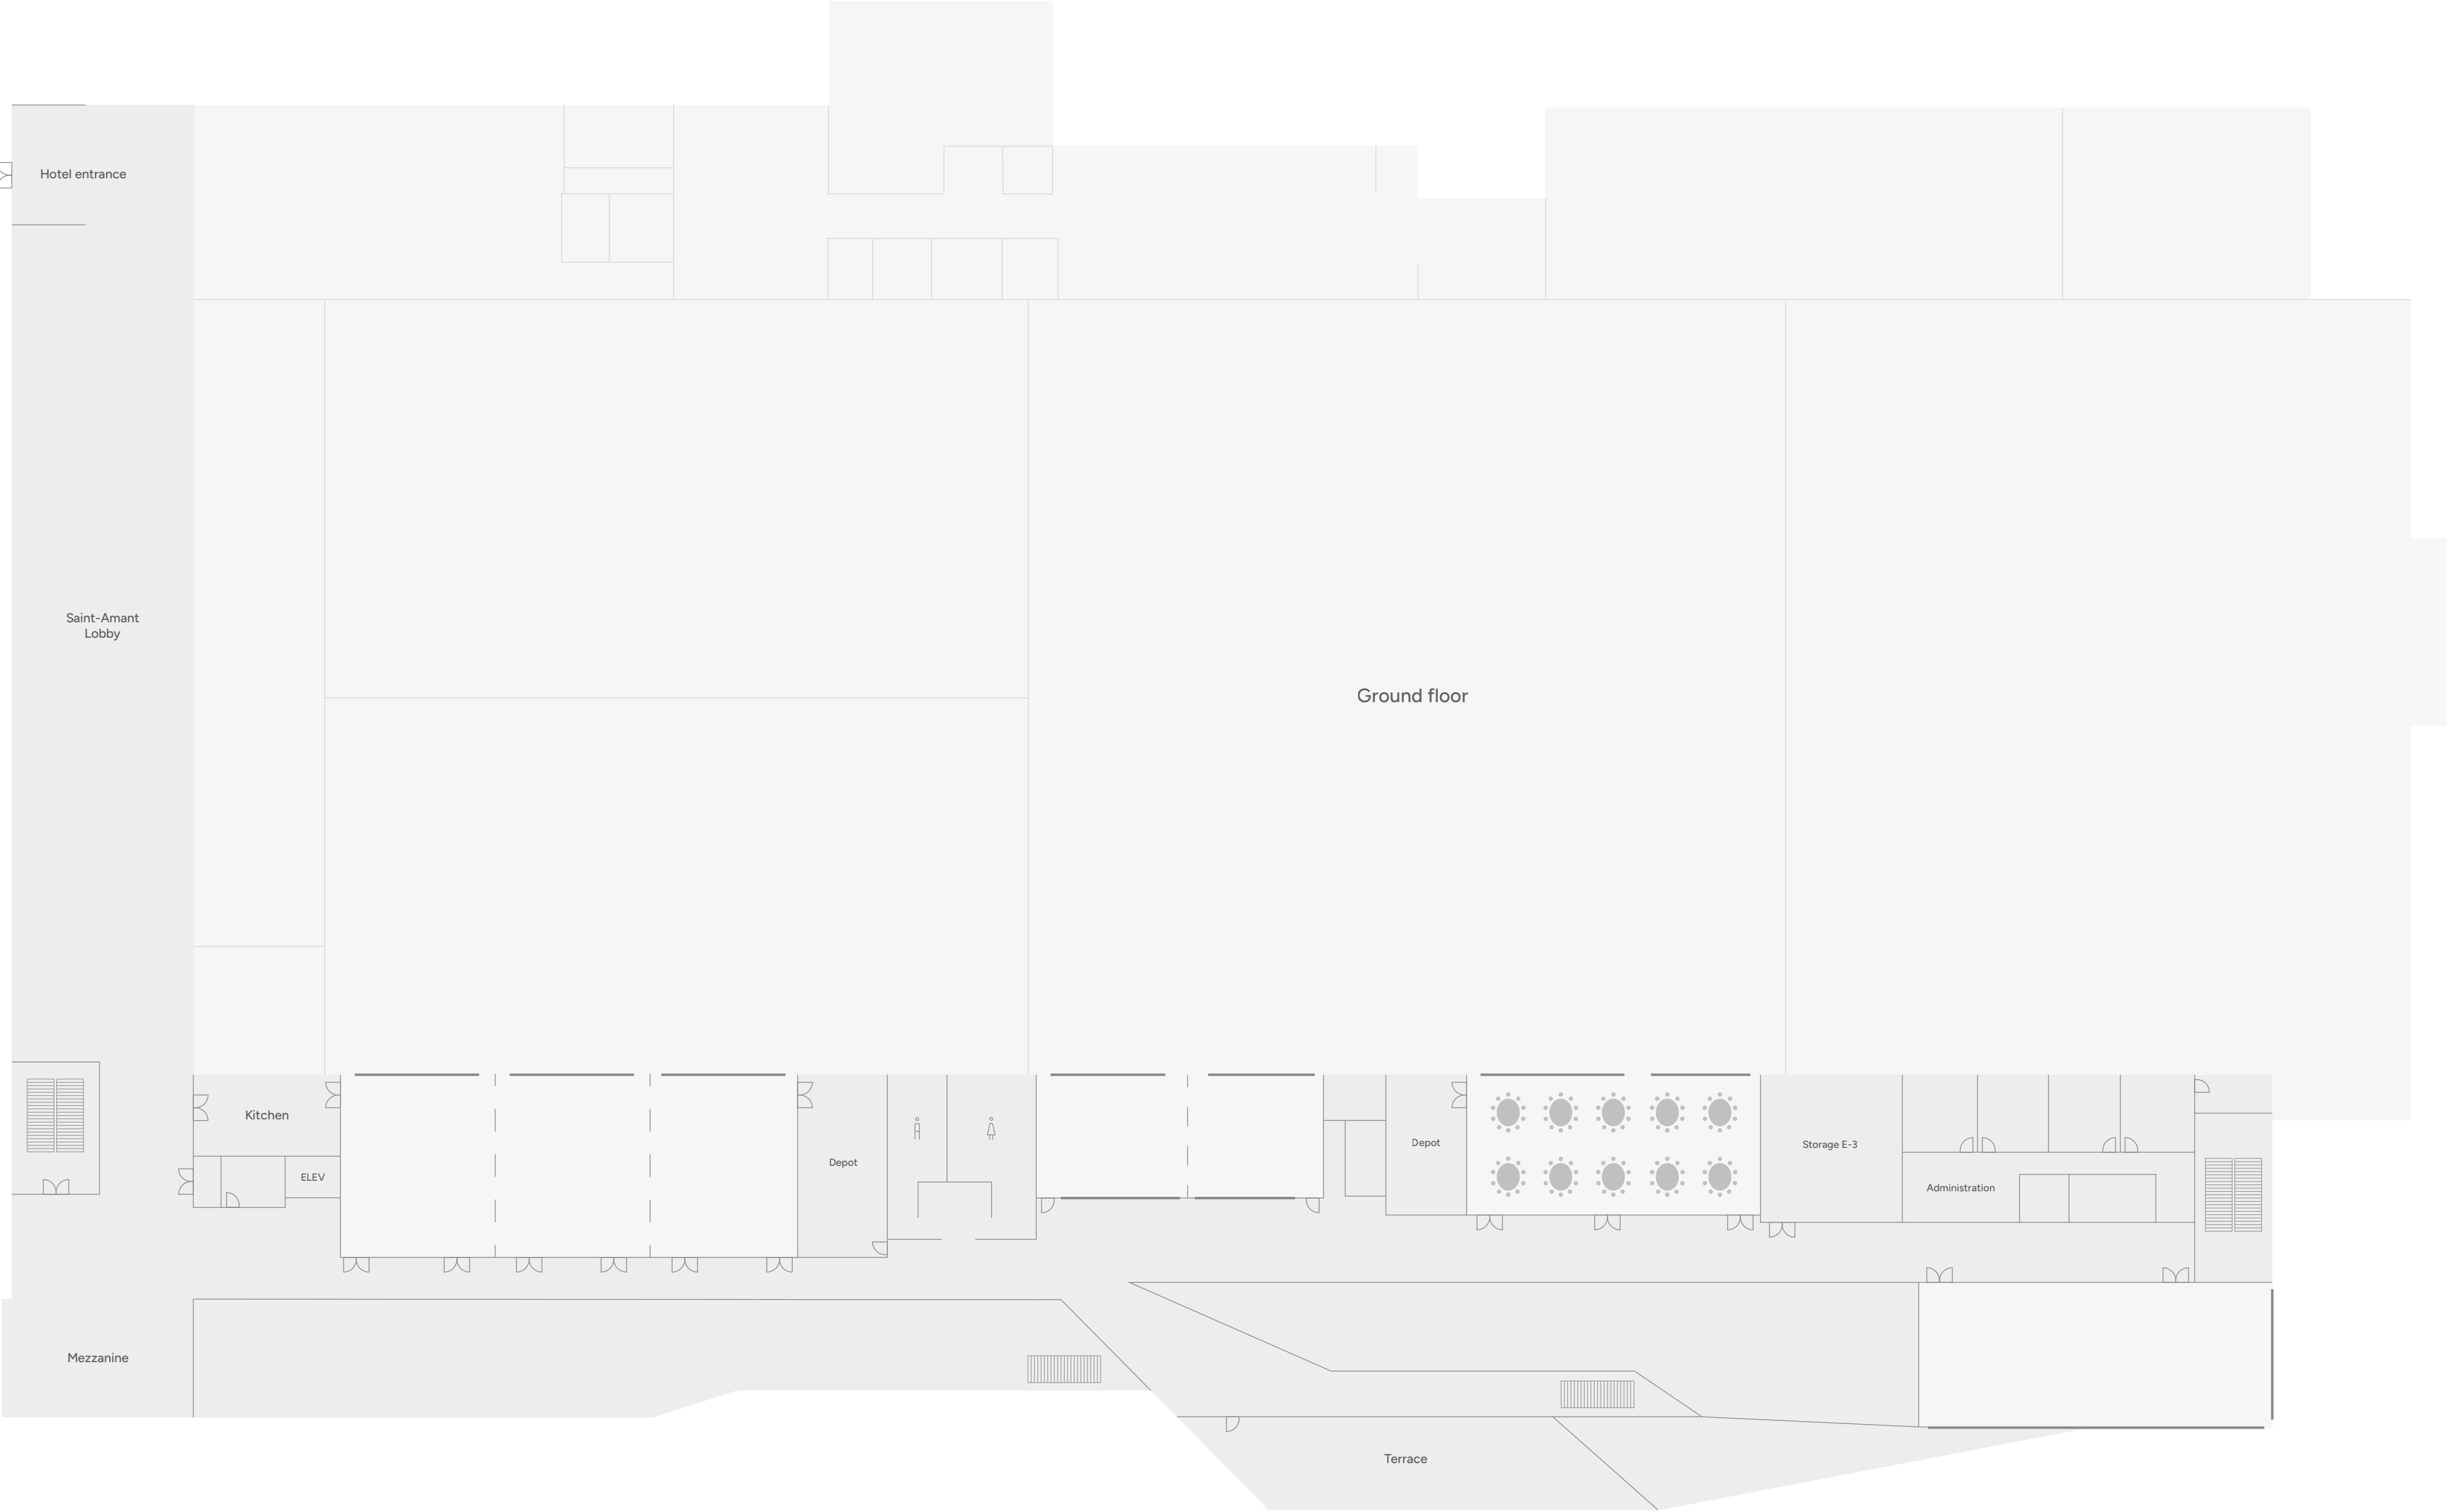 Hotel entrance
Saint-Amant
Lobby
Ground floor
Kitchen
ELEV
Depot
Depot
Storage E-3
Administration
Mezzanine
Terrace